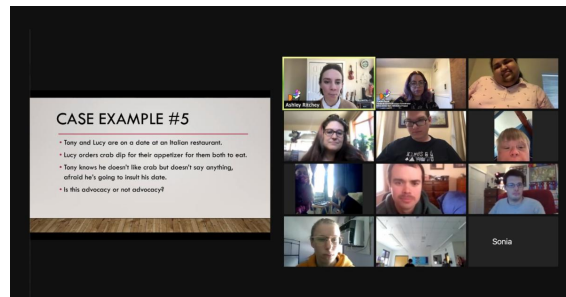 CASE EXAMPLE #5
• Tony and Lucy are on a date at an Italian restaurant.
• Lucy orders crab dip for their appetizer for them both to eat.
• Tony knows he doesn't like crab but doesn't say anything,
afraid he's going to insult his date.
• Is this advocacy or not advocacy?
Ashley Ritchey
Sonia